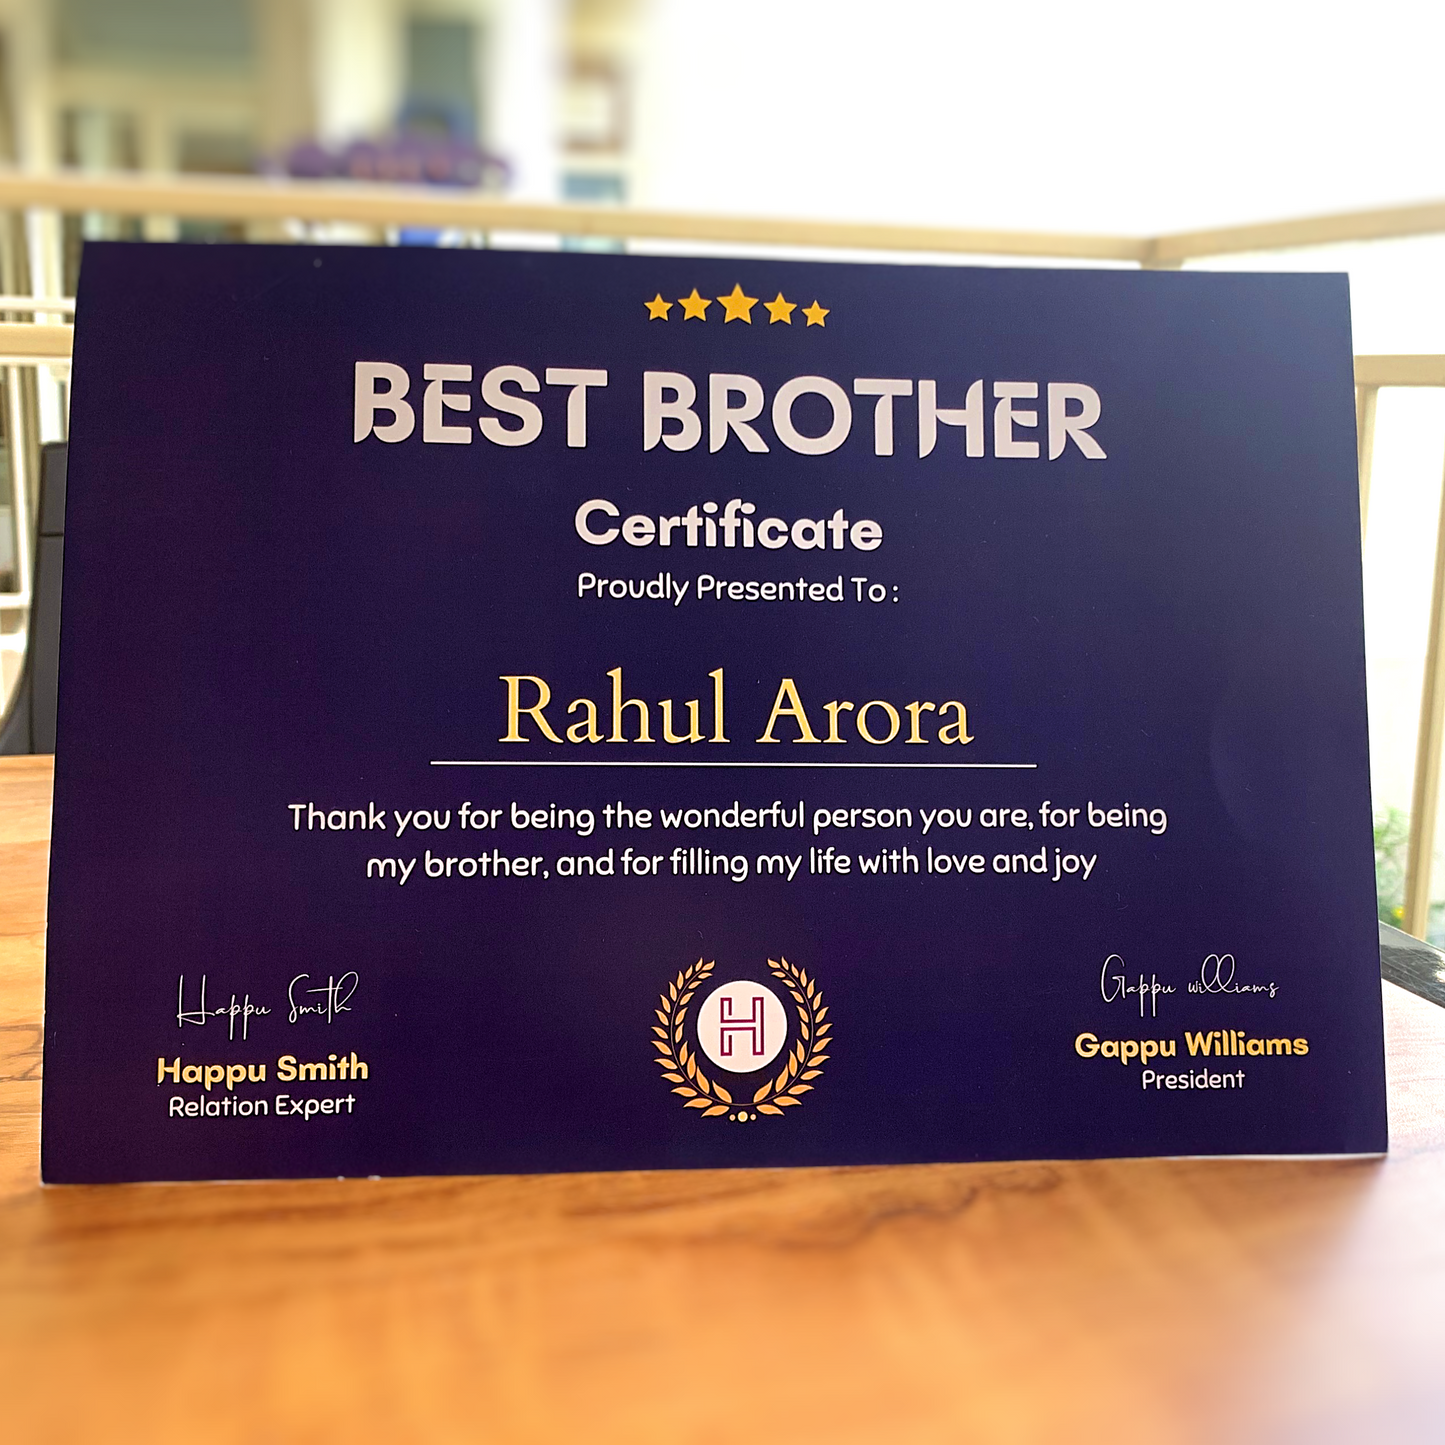 BEST BROTHER
Certificate
Proudly Presented To :
Rahul Arora
Thank you for being the wonderful person you are, for being
my brother, and for filling my life with love and joy
Happu Smith
Happu Smith
Relation Expert
H
Gappu williams
Gappu Williams
President